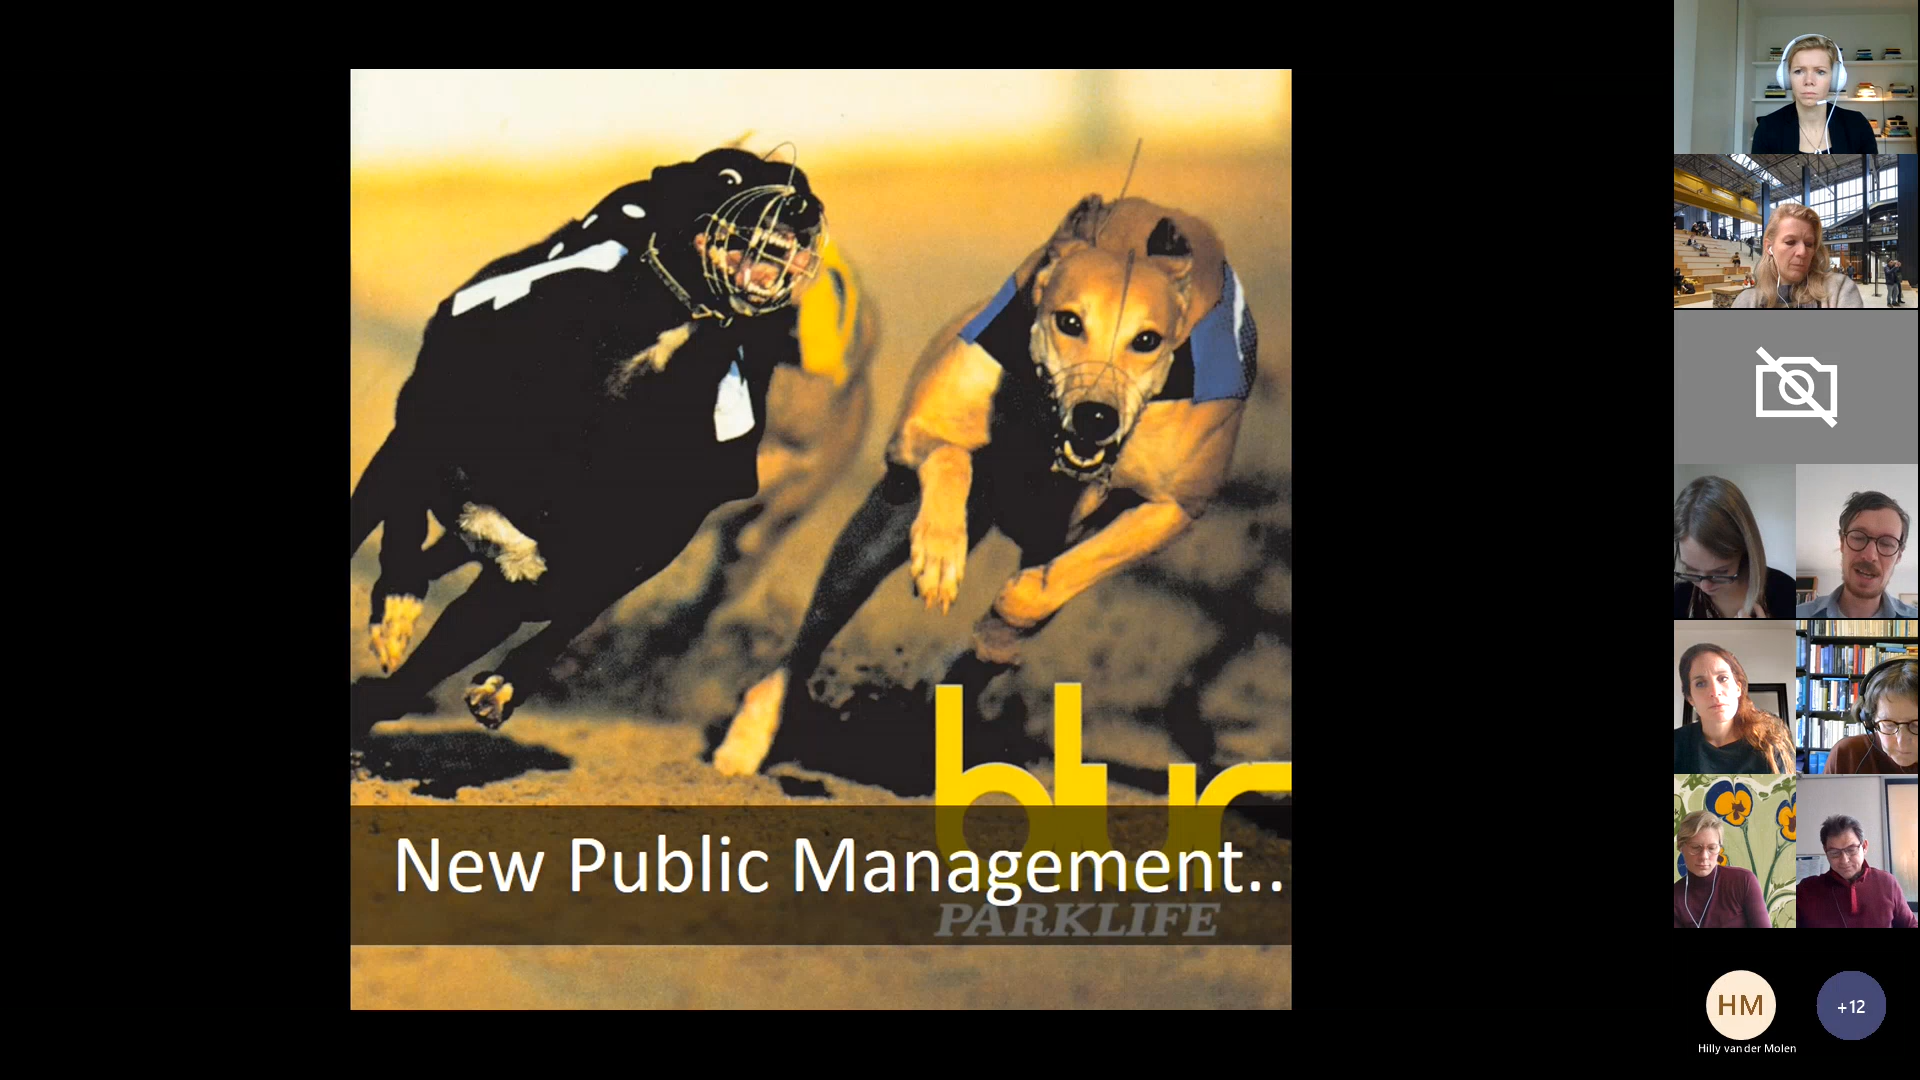 blur
New Public Management..
PARKLIFE
HM
+12
Hilly van der Molen